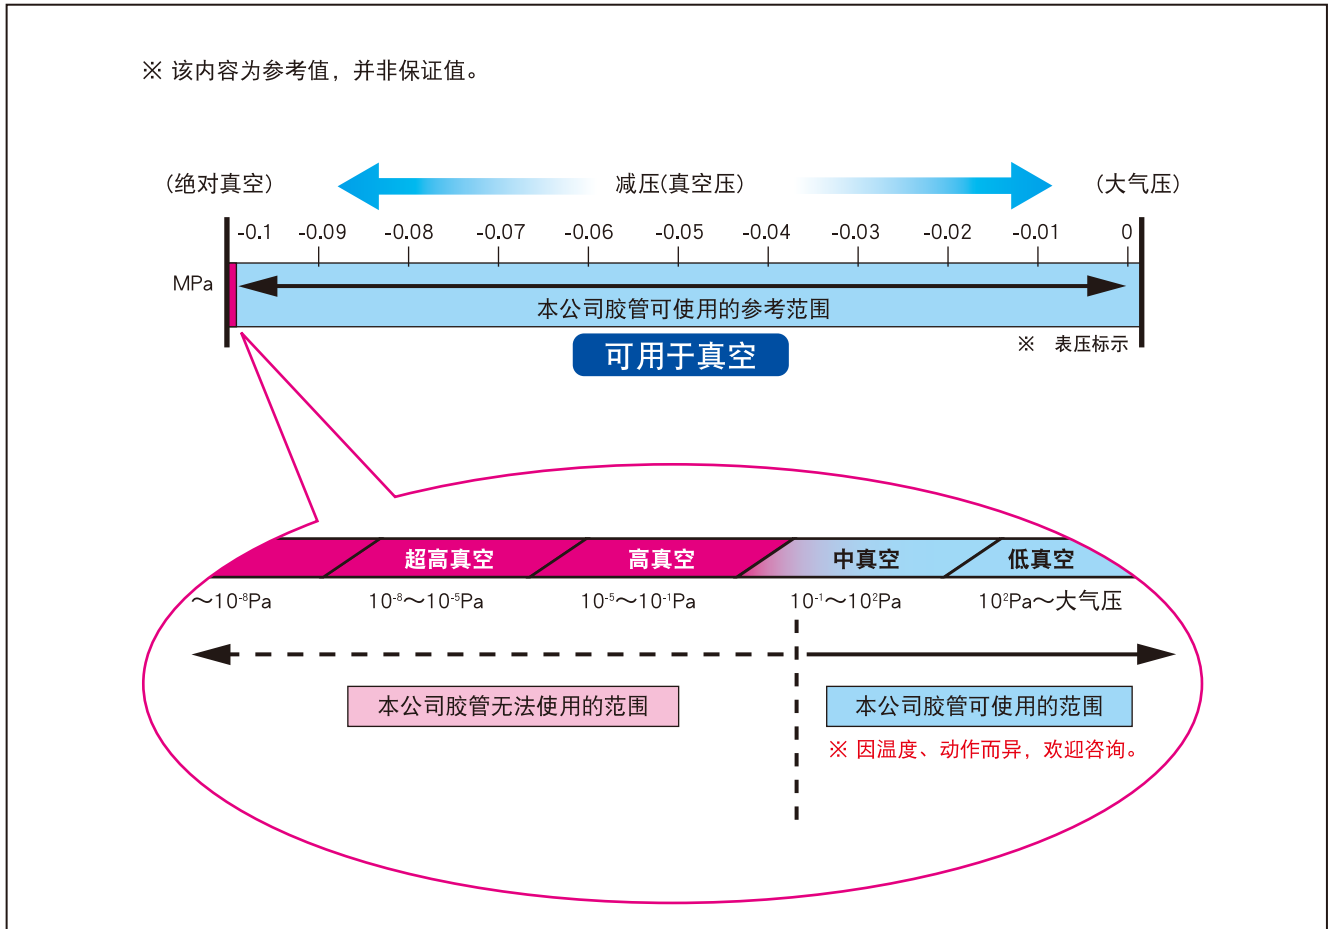 ※ 该内容为参考值，并非保证值。
(绝对真空) 减压(真空压) (大气压)
-0.1 -0.09 -0.08 -0.07 -0.06 -0.05 -0.04 -0.03 -0.02 -0.01 0
MPa
本公司胶管可使用的参考范围
可用于真空
※ 表压标示
超高真空 高真空 中真空 低真空
～10⁻⁸Pa 10⁻⁸～10⁻⁵Pa 10⁻⁵～10⁻¹Pa 10⁻¹～10²Pa 10²Pa～大气压
本公司胶管无法使用的范围 本公司胶管可使用的范围
※ 因温度、动作而异，欢迎咨询。